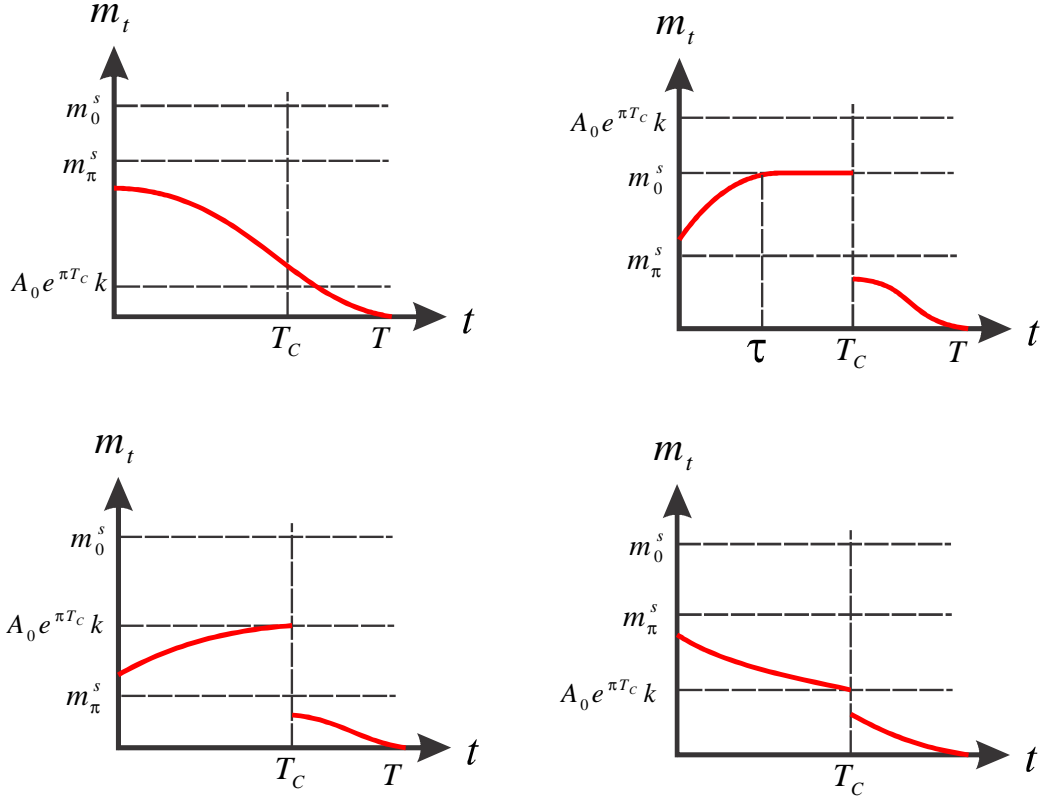 m_t
m_0^s
m_π^s
A_0 e^{πT_C} k
T_C
T
t
m_t
A_0 e^{πT_C} k
m_0^s
m_π^s
τ
T_C
T
t
m_t
m_0^s
A_0 e^{πT_C} k
m_π^s
T_C
T
t
m_t
m_0^s
m_π^s
A_0 e^{πT_C} k
T_C
t